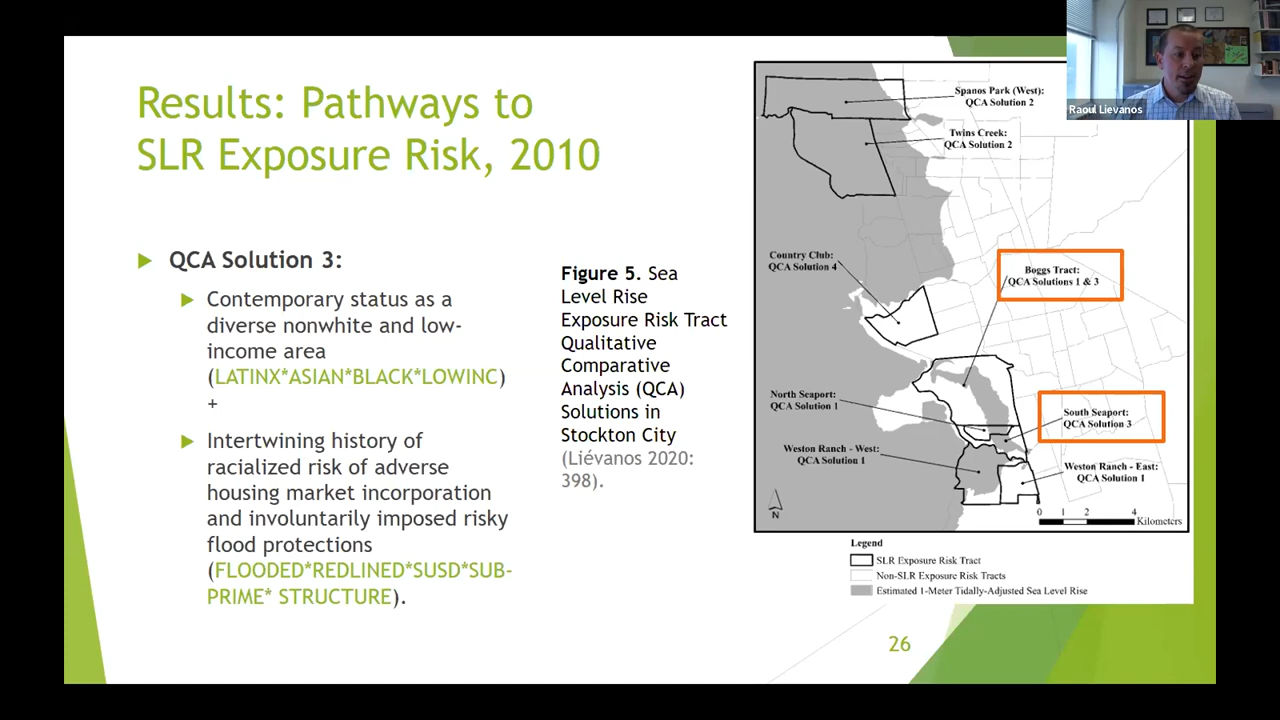 Results: Pathways to
SLR Exposure Risk, 2010
QCA Solution 3:
Contemporary status as a
diverse nonwhite and low-
income area
(LATINX*ASIAN*BLACK*LOWINC)
+
Intertwining history of
racialized risk of adverse
housing market incorporation
and involuntarily imposed risky
flood protections
(FLOODED*REDLINED*SUSD*SUB-
PRIME* STRUCTURE).
Figure 5. Sea
Level Rise
Exposure Risk Tract
Qualitative
Comparative
Analysis (QCA)
Solutions in
Stockton City
(Liévanos 2020:
398).
Spanos Park (West):
QCA Solution 2
Twins Creek:
QCA Solution 2
Country Club:
QCA Solution 4
Boggs Tract:
QCA Solutions 1 & 3
North Seaport:
QCA Solution 1
South Seaport:
QCA Solution 3
Weston Ranch - West:
QCA Solution 1
Weston Ranch - East:
QCA Solution 1
N
0 1 2 4
Kilometers
Legend
SLR Exposure Risk Tract
Non-SLR Exposure Risk Tracts
Estimated 1-Meter Tidally-Adjusted Sea Level Rise
26
Raoul Lievanos